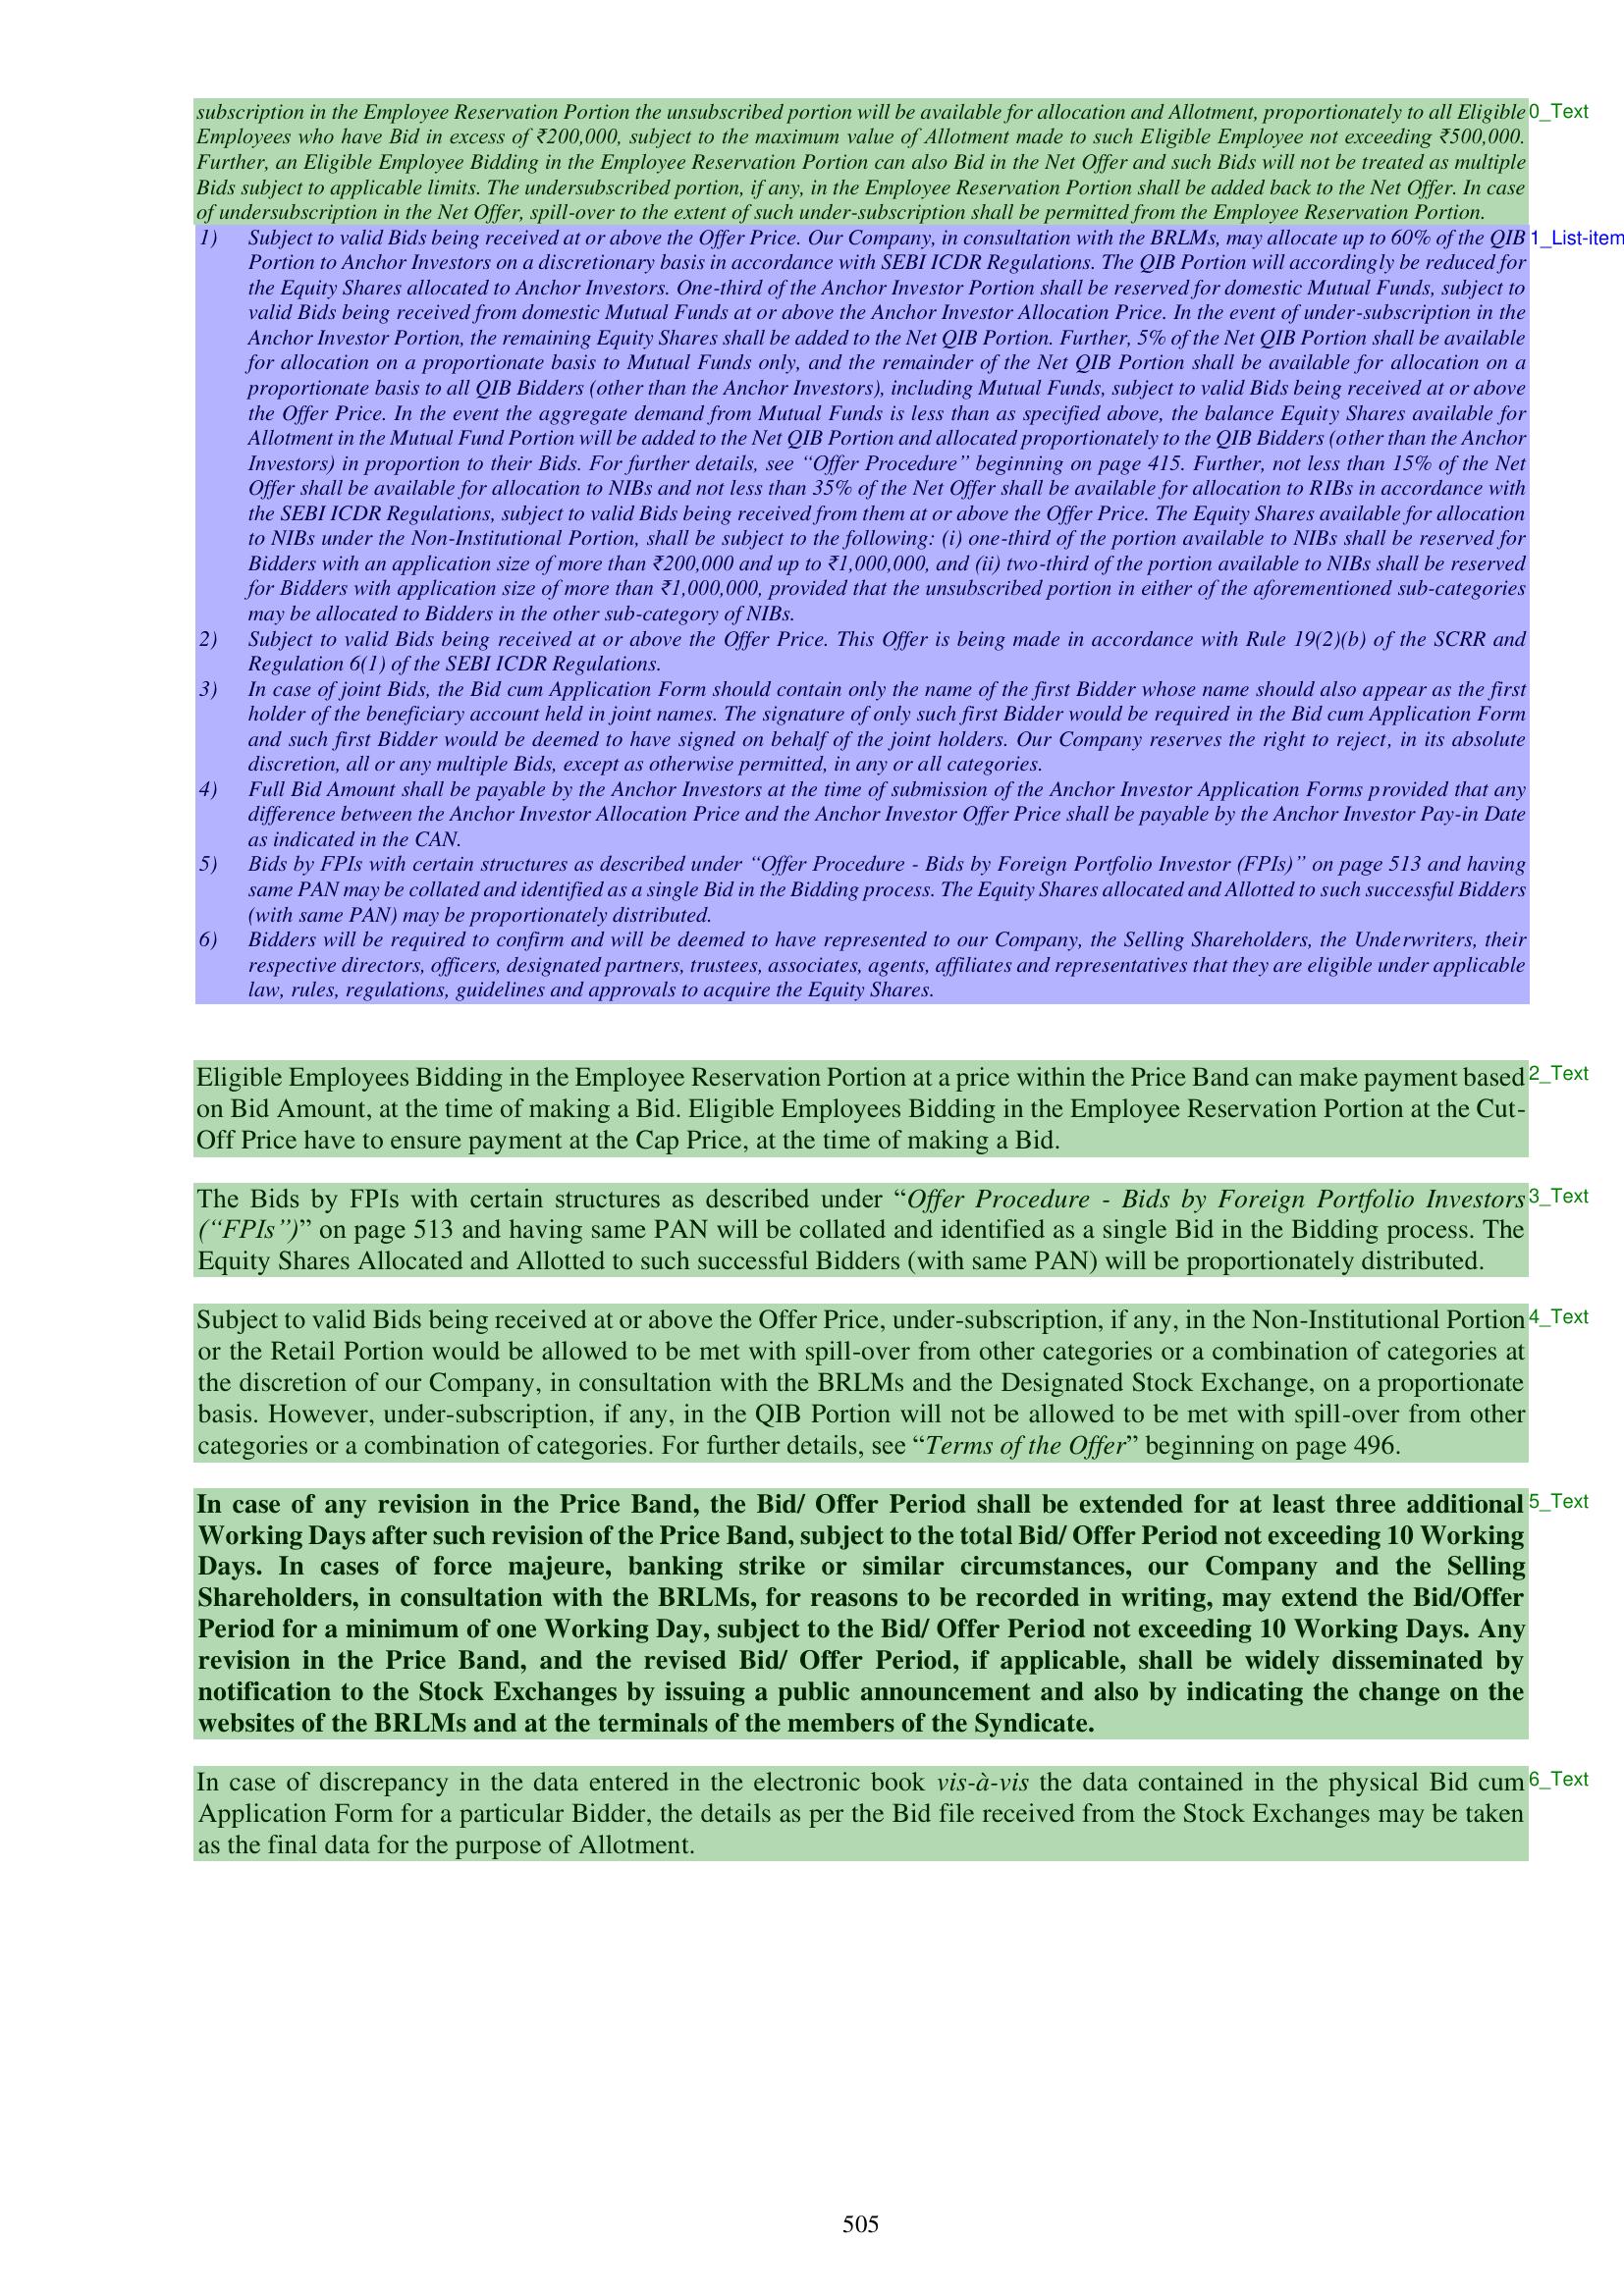 subscription in the Employee Reservation Portion the unsubscribed portion will be available for allocation and Allotment, proportionately to all Eligible 0_Text
Employees who have Bid in excess of ₹200,000, subject to the maximum value of Allotment made to such Eligible Employee not exceeding ₹500,000.
Further, an Eligible Employee Bidding in the Employee Reservation Portion can also Bid in the Net Offer and such Bids will not be treated as multiple
Bids subject to applicable limits. The undersubscribed portion, if any, in the Employee Reservation Portion shall be added back to the Net Offer. In case
of undersubscription in the Net Offer, spill-over to the extent of such under-subscription shall be permitted from the Employee Reservation Portion.
1) Subject to valid Bids being received at or above the Offer Price. Our Company, in consultation with the BRLMs, may allocate up to 60% of the QIB 1_List-item
Portion to Anchor Investors on a discretionary basis in accordance with SEBI ICDR Regulations. The QIB Portion will accordingly be reduced for
the Equity Shares allocated to Anchor Investors. One-third of the Anchor Investor Portion shall be reserved for domestic Mutual Funds, subject to
valid Bids being received from domestic Mutual Funds at or above the Anchor Investor Allocation Price. In the event of under-subscription in the
Anchor Investor Portion, the remaining Equity Shares shall be added to the Net QIB Portion. Further, 5% of the Net QIB Portion shall be available
for allocation on a proportionate basis to Mutual Funds only, and the remainder of the Net QIB Portion shall be available for allocation on a
proportionate basis to all QIB Bidders (other than the Anchor Investors), including Mutual Funds, subject to valid Bids being received at or above
the Offer Price. In the event the aggregate demand from Mutual Funds is less than as specified above, the balance Equity Shares available for
Allotment in the Mutual Fund Portion will be added to the Net QIB Portion and allocated proportionately to the QIB Bidders (other than the Anchor
Investors) in proportion to their Bids. For further details, see “Offer Procedure” beginning on page 415. Further, not less than 15% of the Net
Offer shall be available for allocation to NIBs and not less than 35% of the Net Offer shall be available for allocation to RIBs in accordance with
the SEBI ICDR Regulations, subject to valid Bids being received from them at or above the Offer Price. The Equity Shares available for allocation
to NIBs under the Non-Institutional Portion, shall be subject to the following: (i) one-third of the portion available to NIBs shall be reserved for
Bidders with an application size of more than ₹200,000 and up to ₹1,000,000, and (ii) two-third of the portion available to NIBs shall be reserved
for Bidders with application size of more than ₹1,000,000, provided that the unsubscribed portion in either of the aforementioned sub-categories
may be allocated to Bidders in the other sub-category of NIBs.
2) Subject to valid Bids being received at or above the Offer Price. This Offer is being made in accordance with Rule 19(2)(b) of the SCRR and
Regulation 6(1) of the SEBI ICDR Regulations.
3) In case of joint Bids, the Bid cum Application Form should contain only the name of the first Bidder whose name should also appear as the first
holder of the beneficiary account held in joint names. The signature of only such first Bidder would be required in the Bid cum Application Form
and such first Bidder would be deemed to have signed on behalf of the joint holders. Our Company reserves the right to reject, in its absolute
discretion, all or any multiple Bids, except as otherwise permitted, in any or all categories.
4) Full Bid Amount shall be payable by the Anchor Investors at the time of submission of the Anchor Investor Application Forms provided that any
difference between the Anchor Investor Allocation Price and the Anchor Investor Offer Price shall be payable by the Anchor Investor Pay-in Date
as indicated in the CAN.
5) Bids by FPIs with certain structures as described under “Offer Procedure - Bids by Foreign Portfolio Investor (FPIs)” on page 513 and having
same PAN may be collated and identified as a single Bid in the Bidding process. The Equity Shares allocated and Allotted to such successful Bidders
(with same PAN) may be proportionately distributed.
6) Bidders will be required to confirm and will be deemed to have represented to our Company, the Selling Shareholders, the Underwriters, their
respective directors, officers, designated partners, trustees, associates, agents, affiliates and representatives that they are eligible under applicable
law, rules, regulations, guidelines and approvals to acquire the Equity Shares.
Eligible Employees Bidding in the Employee Reservation Portion at a price within the Price Band can make payment based 2_Text
on Bid Amount, at the time of making a Bid. Eligible Employees Bidding in the Employee Reservation Portion at the Cut-
Off Price have to ensure payment at the Cap Price, at the time of making a Bid.
The Bids by FPIs with certain structures as described under “Offer Procedure - Bids by Foreign Portfolio Investors 3_Text
(“FPIs”)” on page 513 and having same PAN will be collated and identified as a single Bid in the Bidding process. The
Equity Shares Allocated and Allotted to such successful Bidders (with same PAN) will be proportionately distributed.
Subject to valid Bids being received at or above the Offer Price, under-subscription, if any, in the Non-Institutional Portion 4_Text
or the Retail Portion would be allowed to be met with spill-over from other categories or a combination of categories at
the discretion of our Company, in consultation with the BRLMs and the Designated Stock Exchange, on a proportionate
basis. However, under-subscription, if any, in the QIB Portion will not be allowed to be met with spill-over from other
categories or a combination of categories. For further details, see “Terms of the Offer” beginning on page 496.
In case of any revision in the Price Band, the Bid/ Offer Period shall be extended for at least three additional 5_Text
Working Days after such revision of the Price Band, subject to the total Bid/ Offer Period not exceeding 10 Working
Days. In cases of force majeure, banking strike or similar circumstances, our Company and the Selling
Shareholders, in consultation with the BRLMs, for reasons to be recorded in writing, may extend the Bid/Offer
Period for a minimum of one Working Day, subject to the Bid/ Offer Period not exceeding 10 Working Days. Any
revision in the Price Band, and the revised Bid/ Offer Period, if applicable, shall be widely disseminated by
notification to the Stock Exchanges by issuing a public announcement and also by indicating the change on the
websites of the BRLMs and at the terminals of the members of the Syndicate.
In case of discrepancy in the data entered in the electronic book vis-à-vis the data contained in the physical Bid cum 6_Text
Application Form for a particular Bidder, the details as per the Bid file received from the Stock Exchanges may be taken
as the final data for the purpose of Allotment.
505